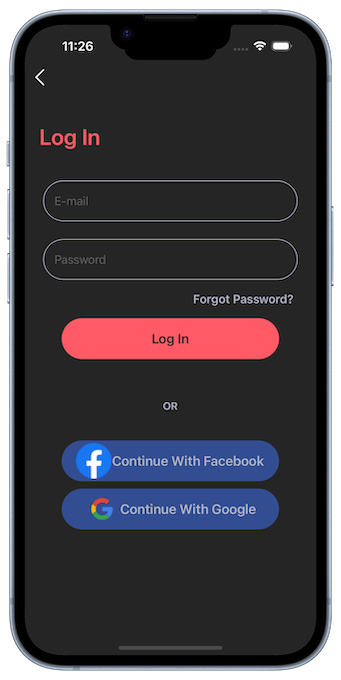 11:26
Log In
E-mail
Password
Forgot Password?
Log In
OR
Continue With Facebook
Continue With Google